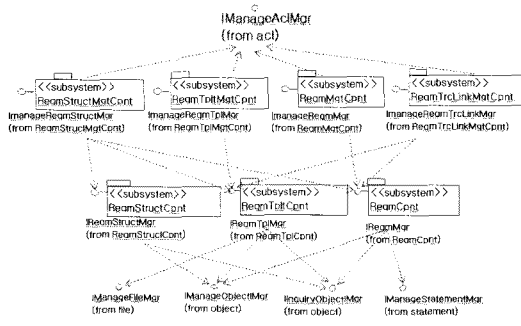 IManageAclMgr
(from acl)
<<subsystem>>
ReqmStructMgtCpnt
<<subsystem>>
ReqmTpltMgtCpnt
<<subsystem>>
ReqmMgtCpnt
<<subsystem>>
ReqmTrcLinkMgtCpnt
ImanageReqmStructMgr
(from ReqmStructMgtCpnt)
ImanageReqmTplMgr
(from ReqmTplMgtCpnt)
ImanageReqmMgr
(from ReqmMgtCpnt)
ImanageReqmTrcLinkMgr
(from ReqmTrcLinkMgtCpnt)
<<subsystem>>
ReqmStructCpnt
<<subsystem>>
ReqmTpltCpnt
<<subsystem>>
ReqmCpnt
IReqmStructMgr
(from ReqmStructCpnt)
IReqmTplMgr
(from ReqmTplCpnt)
IReqmMgr
(from ReqmCpnt)
IManageFileMgr
(from file)
IManageObjectMgr
(from object)
IInquiryObjectMgr
(from object)
IManageStatementMgr
(from statement)